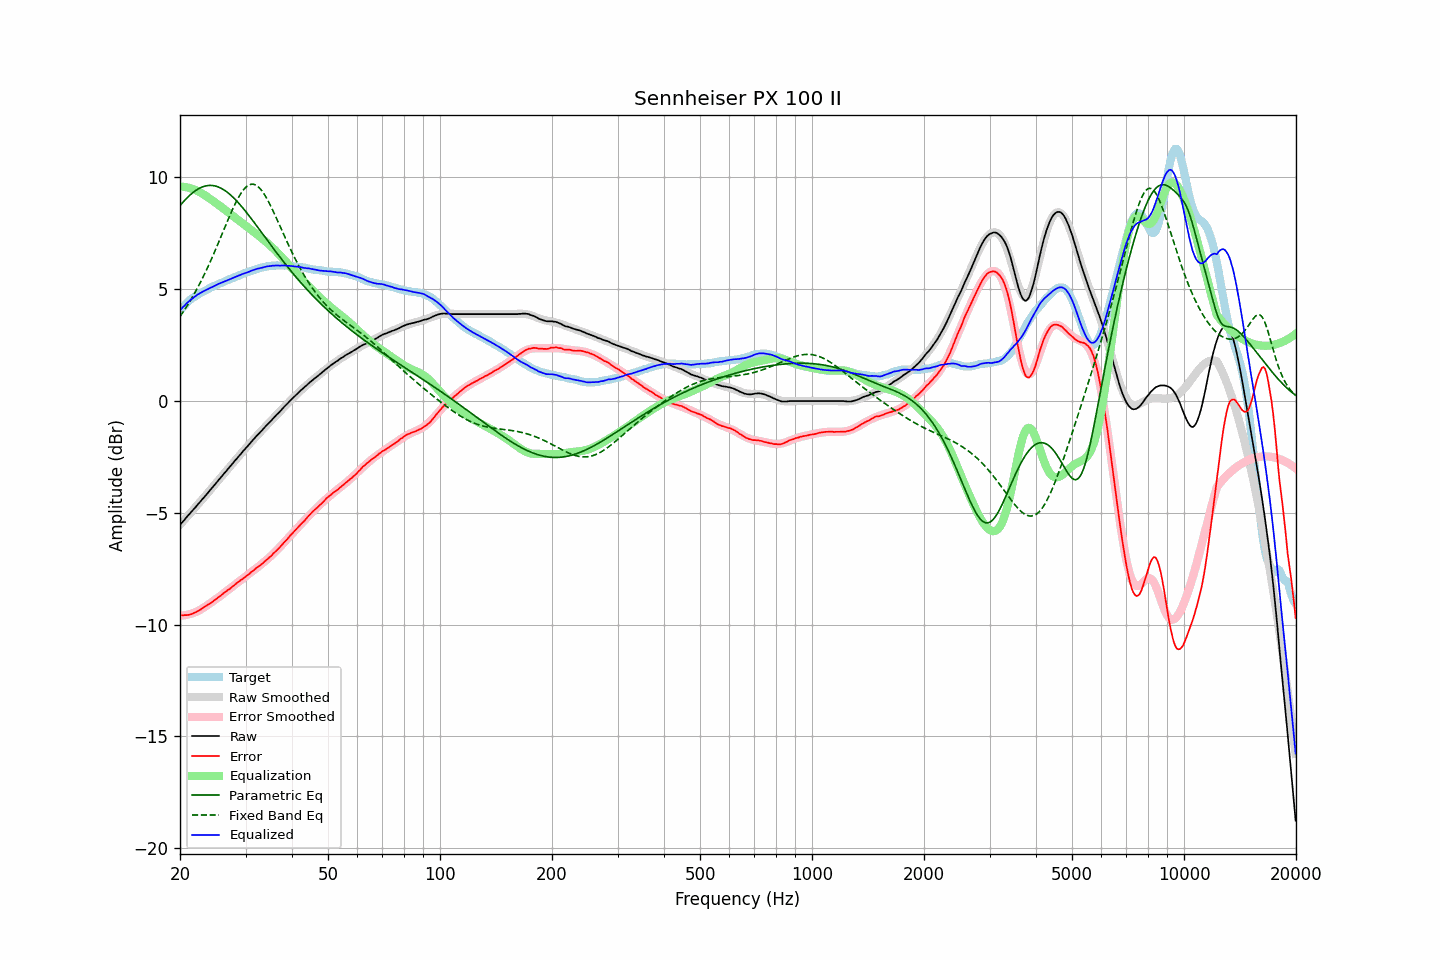 Sennheiser PX 100 II
Amplitude (dBr)
10
5
0
−5
−10
−15
−20
Target
Raw Smoothed
Error Smoothed
Raw
Error
Equalization
Parametric Eq
Fixed Band Eq
Equalized
20 50 100 200 500 1000 2000 5000 10000 20000
Frequency (Hz)